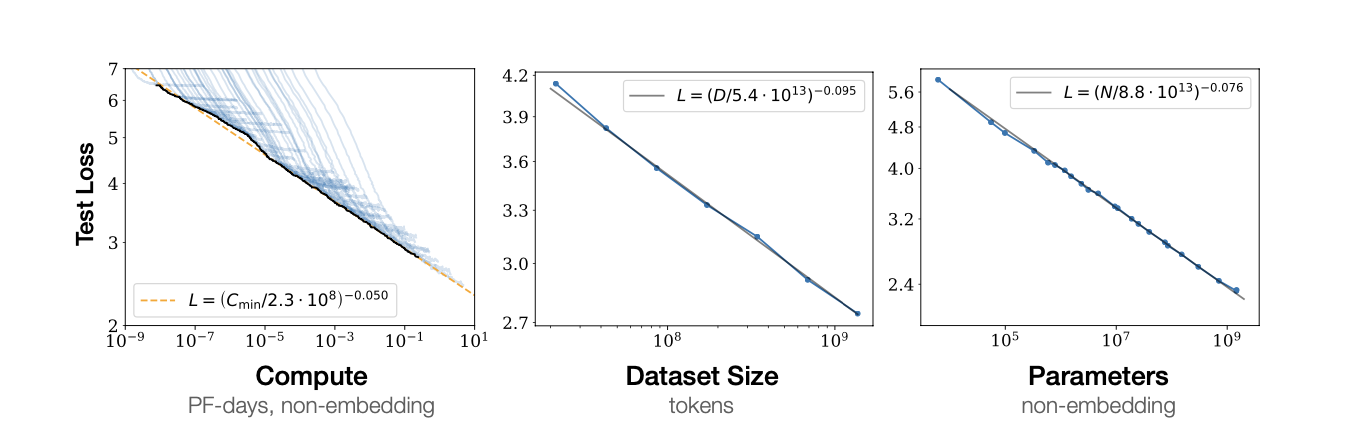 Test Loss
7
6
5
4
3
2
L = (C_min/2.3 · 10^8)^−0.050
10^−9 10^−7 10^−5 10^−3 10^−1 10^1
Compute
PF-days, non-embedding
4.2
3.9
3.6
3.3
3.0
2.7
L = (D/5.4 · 10^13)^−0.095
10^8 10^9
Dataset Size
tokens
5.6
4.8
4.0
3.2
2.4
L = (N/8.8 · 10^13)^−0.076
10^5 10^7 10^9
Parameters
non-embedding